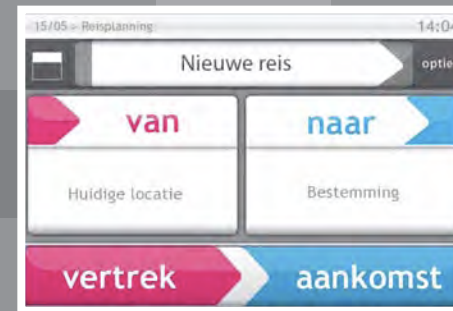 15/05 - Reisplanning 14:04
Nieuwe reis optie
van naar
Huidige locatie Bestemming
vertrek aankomst